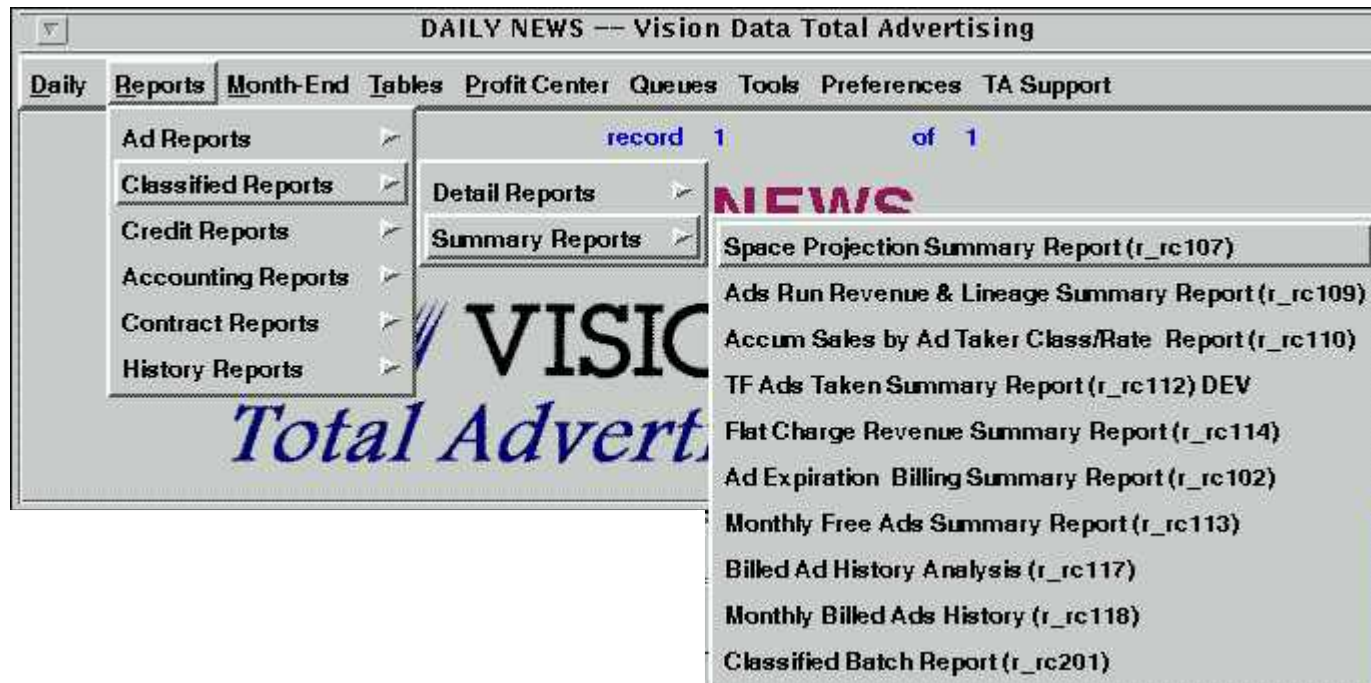 DAILY NEWS -- Vision Data Total Advertising
Daily Reports Month-End Tables Profit Center Queues Tools Preferences TA Support
record 1 of 1
Ad Reports
Classified Reports
Credit Reports
Accounting Reports
Contract Reports
History Reports
Detail Reports
Summary Reports
NEWS
Space Projection Summary Report (r_rc107)
Ads Run Revenue & Lineage Summary Report (r_rc109)
Accum Sales by Ad Taker Class/Rate Report (r_rc110)
TF Ads Taken Summary Report (r_rc112) DEV
Flat Charge Revenue Summary Report (r_rc114)
Ad Expiration Billing Summary Report (r_rc102)
Monthly Free Ads Summary Report (r_rc113)
Billed Ad History Analysis (r_rc117)
Monthly Billed Ads History (r_rc118)
Classified Batch Report (r_rc201)
Total